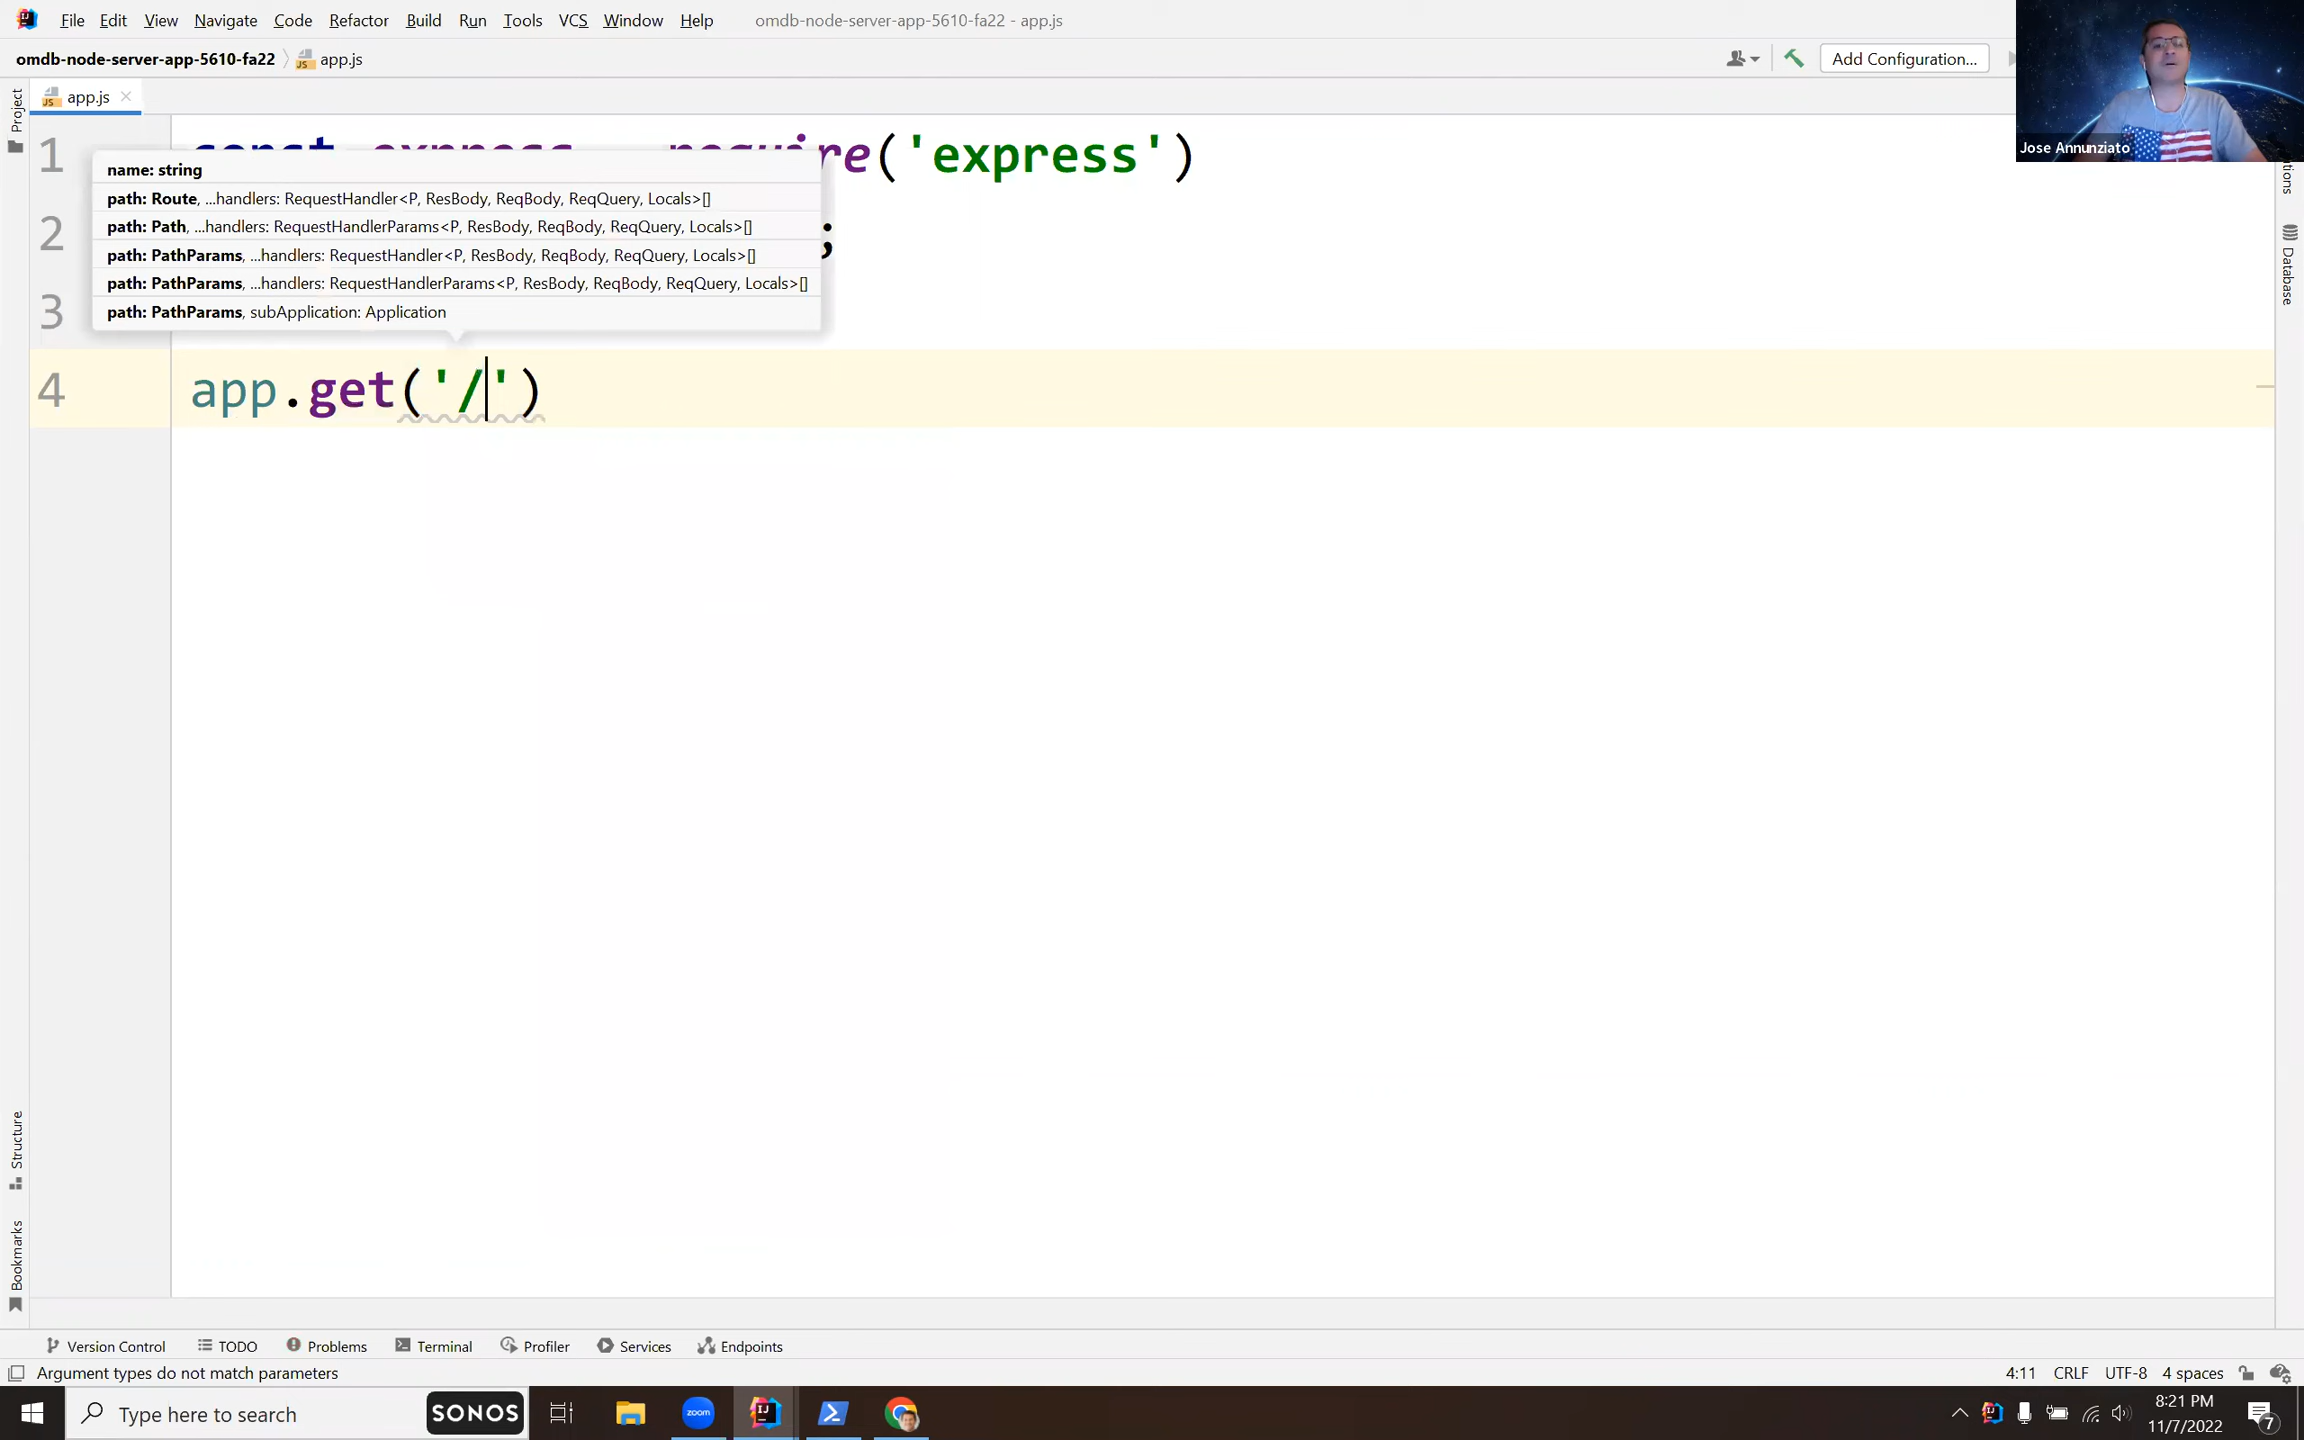 File Edit View Navigate Code Refactor Build Run Tools VCS Window Help omdb-node-server-app-5610-fa22 - app.js
omdb-node-server-app-5610-fa22 app.js Add Configuration...
Jose Annunziato
Project
app.js
1 const express = require('express')
name: string
path: Route, ...handlers: RequestHandler<P, ResBody, ReqBody, ReqQuery, Locals>[]
path: Path, ...handlers: RequestHandlerParams<P, ResBody, ReqBody, ReqQuery, Locals>[]
path: PathParams, ...handlers: RequestHandler<P, ResBody, ReqBody, ReqQuery, Locals>[]
path: PathParams, ...handlers: RequestHandlerParams<P, ResBody, ReqBody, ReqQuery, Locals>[]
path: PathParams, subApplication: Application
2 ;
3
4 app.get('/')
Database
Structure
Bookmarks
Version Control TODO Problems Terminal Profiler Services Endpoints
Argument types do not match parameters 4:11 CRLF UTF-8 4 spaces
Type here to search SONOS zoom 8:21 PM
11/7/2022 7